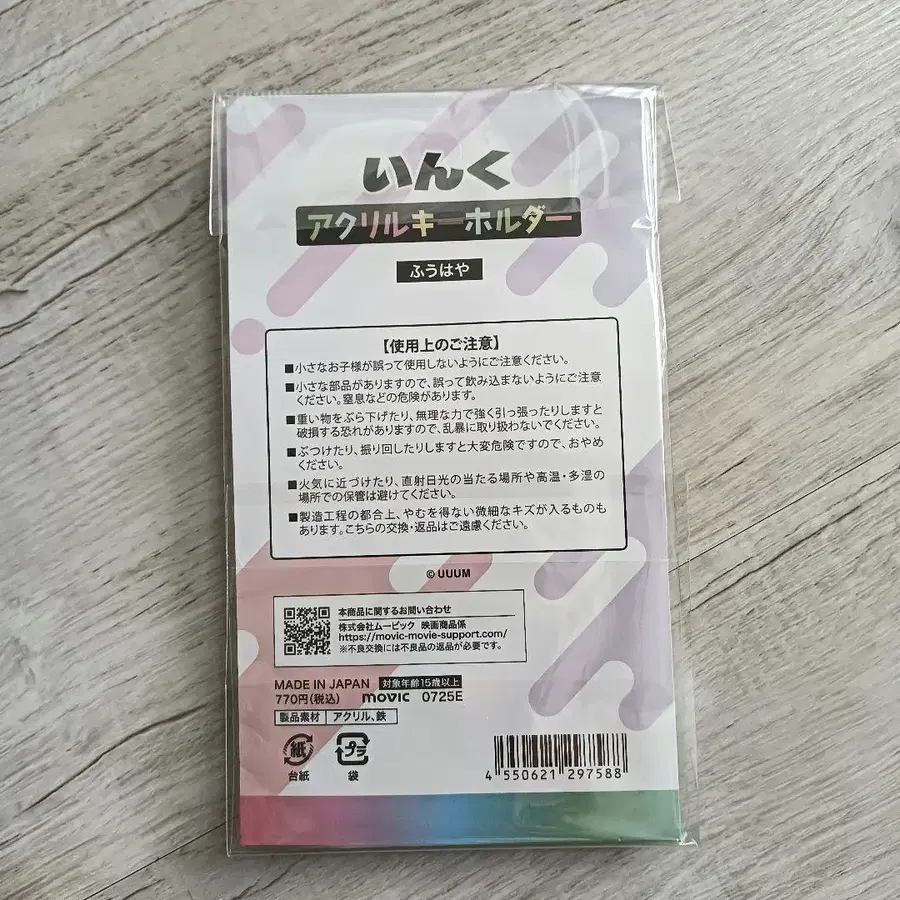 いんく
アクリルキーホルダー
ふうはや
【使用上のご注意】
■小さなお子様が誤って使用しないようにご注意ください。
■小さな部品がありますので、誤って飲み込まないようにご注意
ください。窒息などの危険があります。
■重い物をぶら下げたり、無理な力で強く引っ張ったりしますと
破損する恐れがありますので、乱暴に取り扱わないでください。
■ぶつけたり、振り回したりしますと大変危険ですので、おやめ
ください。
■火気に近づけたり、直射日光の当たる場所や高温・多湿の
場所での保管は避けてください。
■製造工程の都合上、やむを得ない微細なキズが入るものも
あります。こちらの交換・返品はご遠慮ください。
© UUUM
本商品に関するお問い合わせ
株式会社ムービック 映画商品係
https://movic-movie-support.com/
※不良交換には不良品の返品が必要です。
MADE IN JAPAN 対象年齢15歳以上
770円(税込) movic 0725E
製品素材 アクリル、鉄
紙 プラ
台紙 袋
4 550621 297588